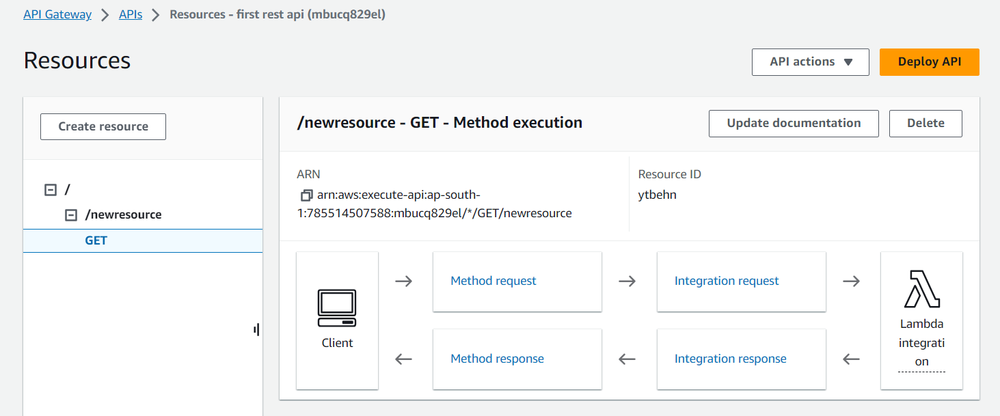 API Gateway > APIs > Resources - first rest api (mbucq829el)
Resources
API actions ▼
Deploy API
Create resource
/
/newresource
GET
/newresource - GET - Method execution
Update documentation
Delete
ARN
arn:aws:execute-api:ap-south-
1:785514507588:mbucq829el/*/GET/newresource
Resource ID
ytbehn
Client
Method request
Integration request
Method response
Integration response
Lambda
integrati
on